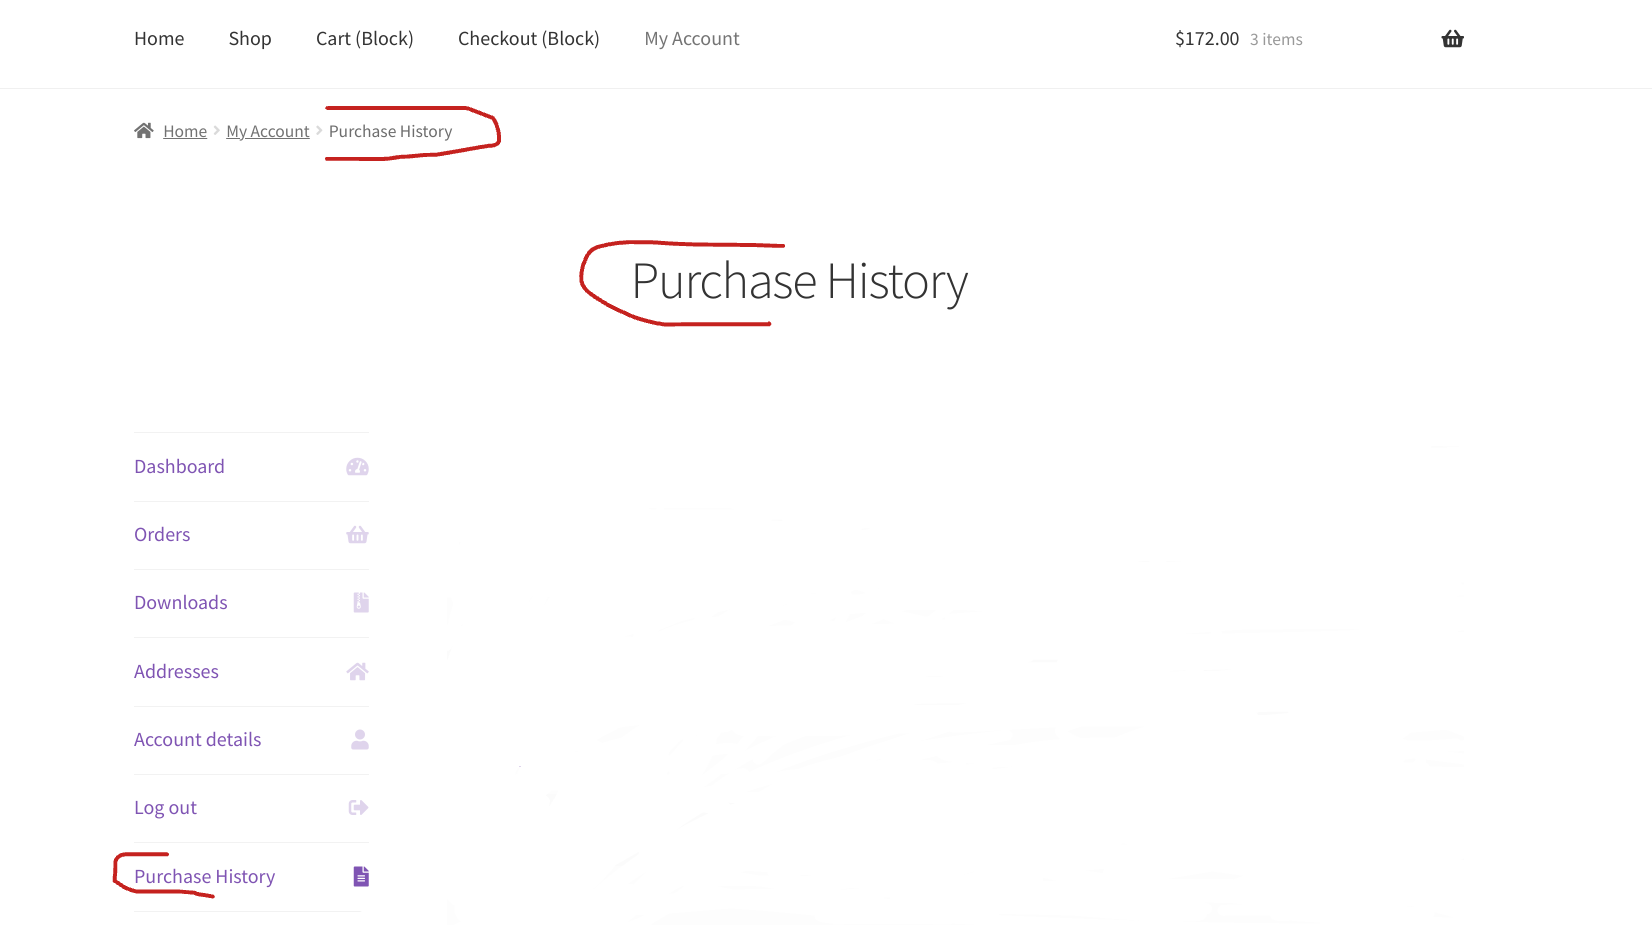 Home Shop Cart (Block) Checkout (Block) My Account $172.00 3 items
Home My Account Purchase History
Purchase History
Dashboard
Orders
Downloads
Addresses
Account details
Log out
Purchase History